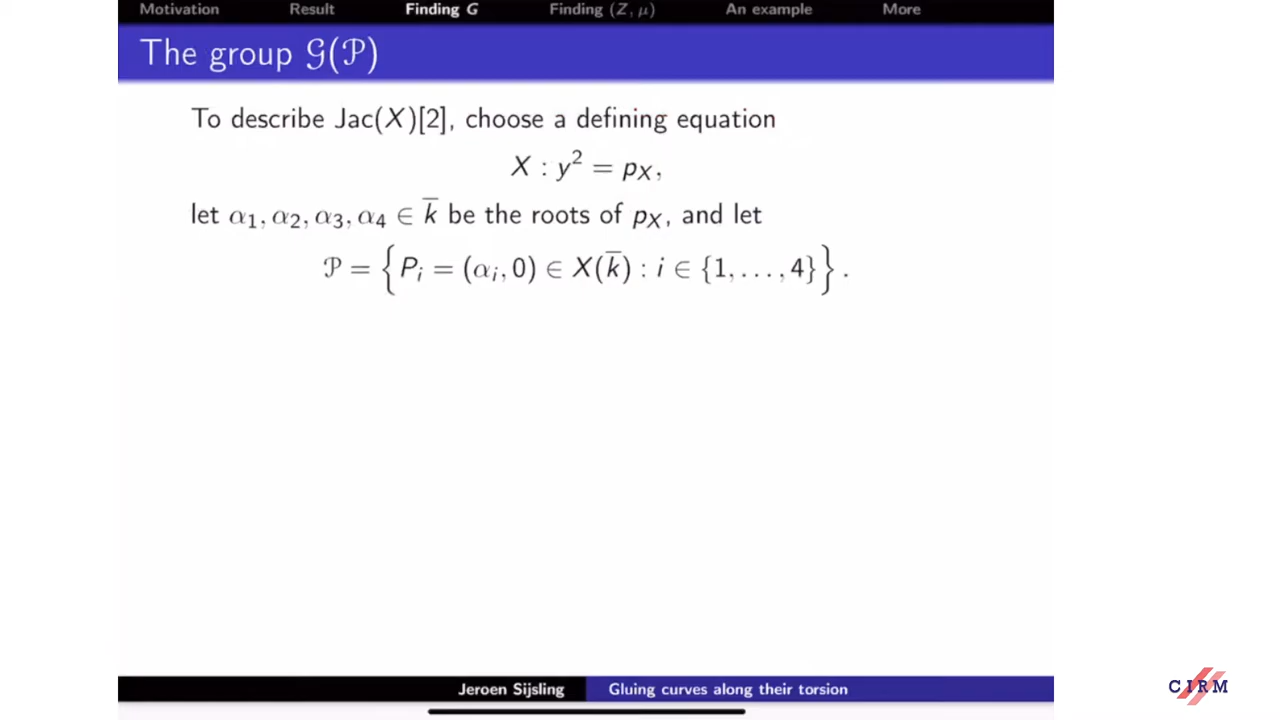 Motivation Result Finding G Finding (Z, μ) An example More
The group 𝒢(𝒫)
To describe Jac(X)[2], choose a defining equation
X : y² = p_X,
let α₁, α₂, α₃, α₄ ∈ k̅ be the roots of p_X, and let
𝒫 = { P_i = (α_i, 0) ∈ X(k̅) : i ∈ {1, . . . , 4} } .
Jeroen Sijsling Gluing curves along their torsion
CIRM